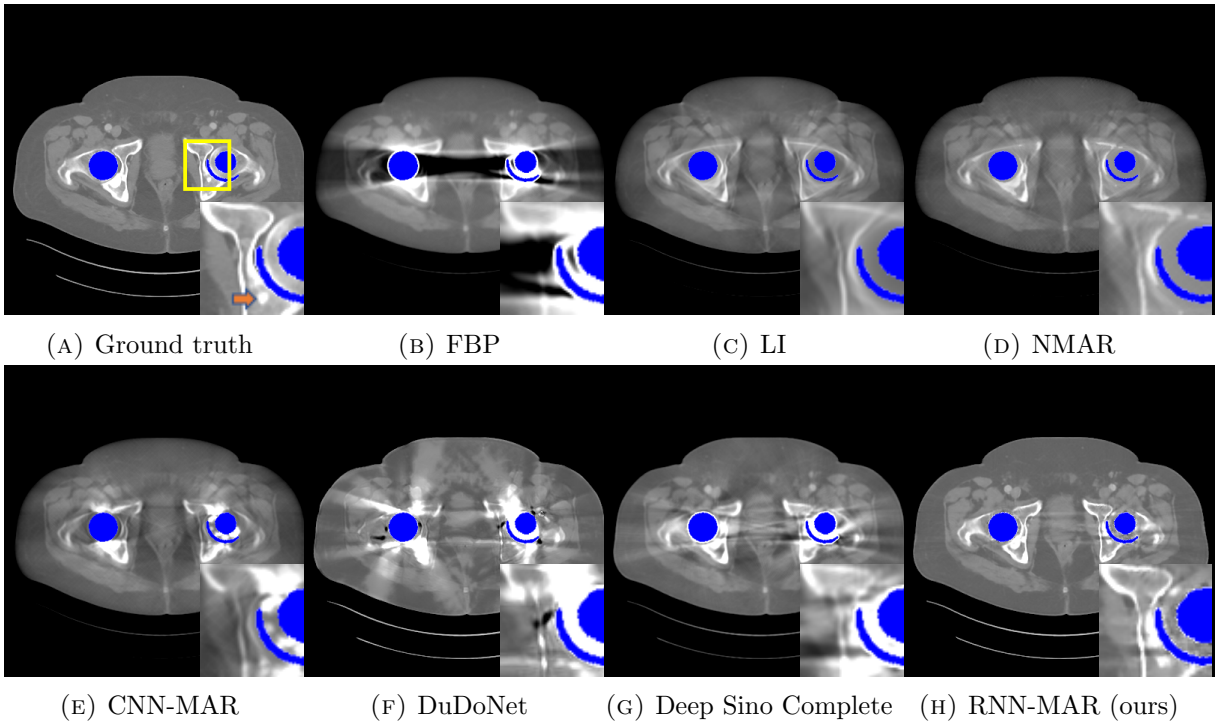 (A) Ground truth
(B) FBP
(C) LI
(D) NMAR
(E) CNN-MAR
(F) DuDoNet
(G) Deep Sino Complete
(H) RNN-MAR (ours)